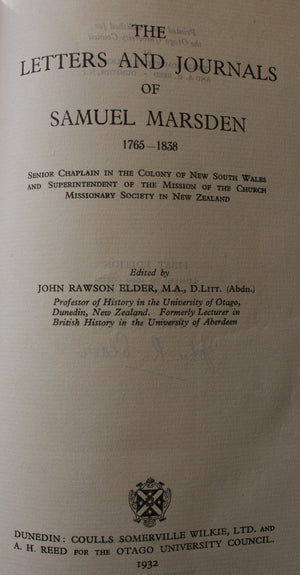 THE
LETTERS AND JOURNALS
OF
SAMUEL MARSDEN
1765—1838
SENIOR CHAPLAIN IN THE COLONY OF NEW SOUTH WALES
AND SUPERINTENDENT OF THE MISSION OF THE CHURCH
MISSIONARY SOCIETY IN NEW ZEALAND
Edited by
JOHN RAWSON ELDER, M.A., D.LITT. (Abdn.)
Professor of History in the University of Otago,
Dunedin, New Zealand. Formerly Lecturer in
British History in the University of Aberdeen
DUNEDIN: COULLS SOMERVILLE WILKIE, LTD. AND
A. H. REED FOR THE OTAGO UNIVERSITY COUNCIL.
1932